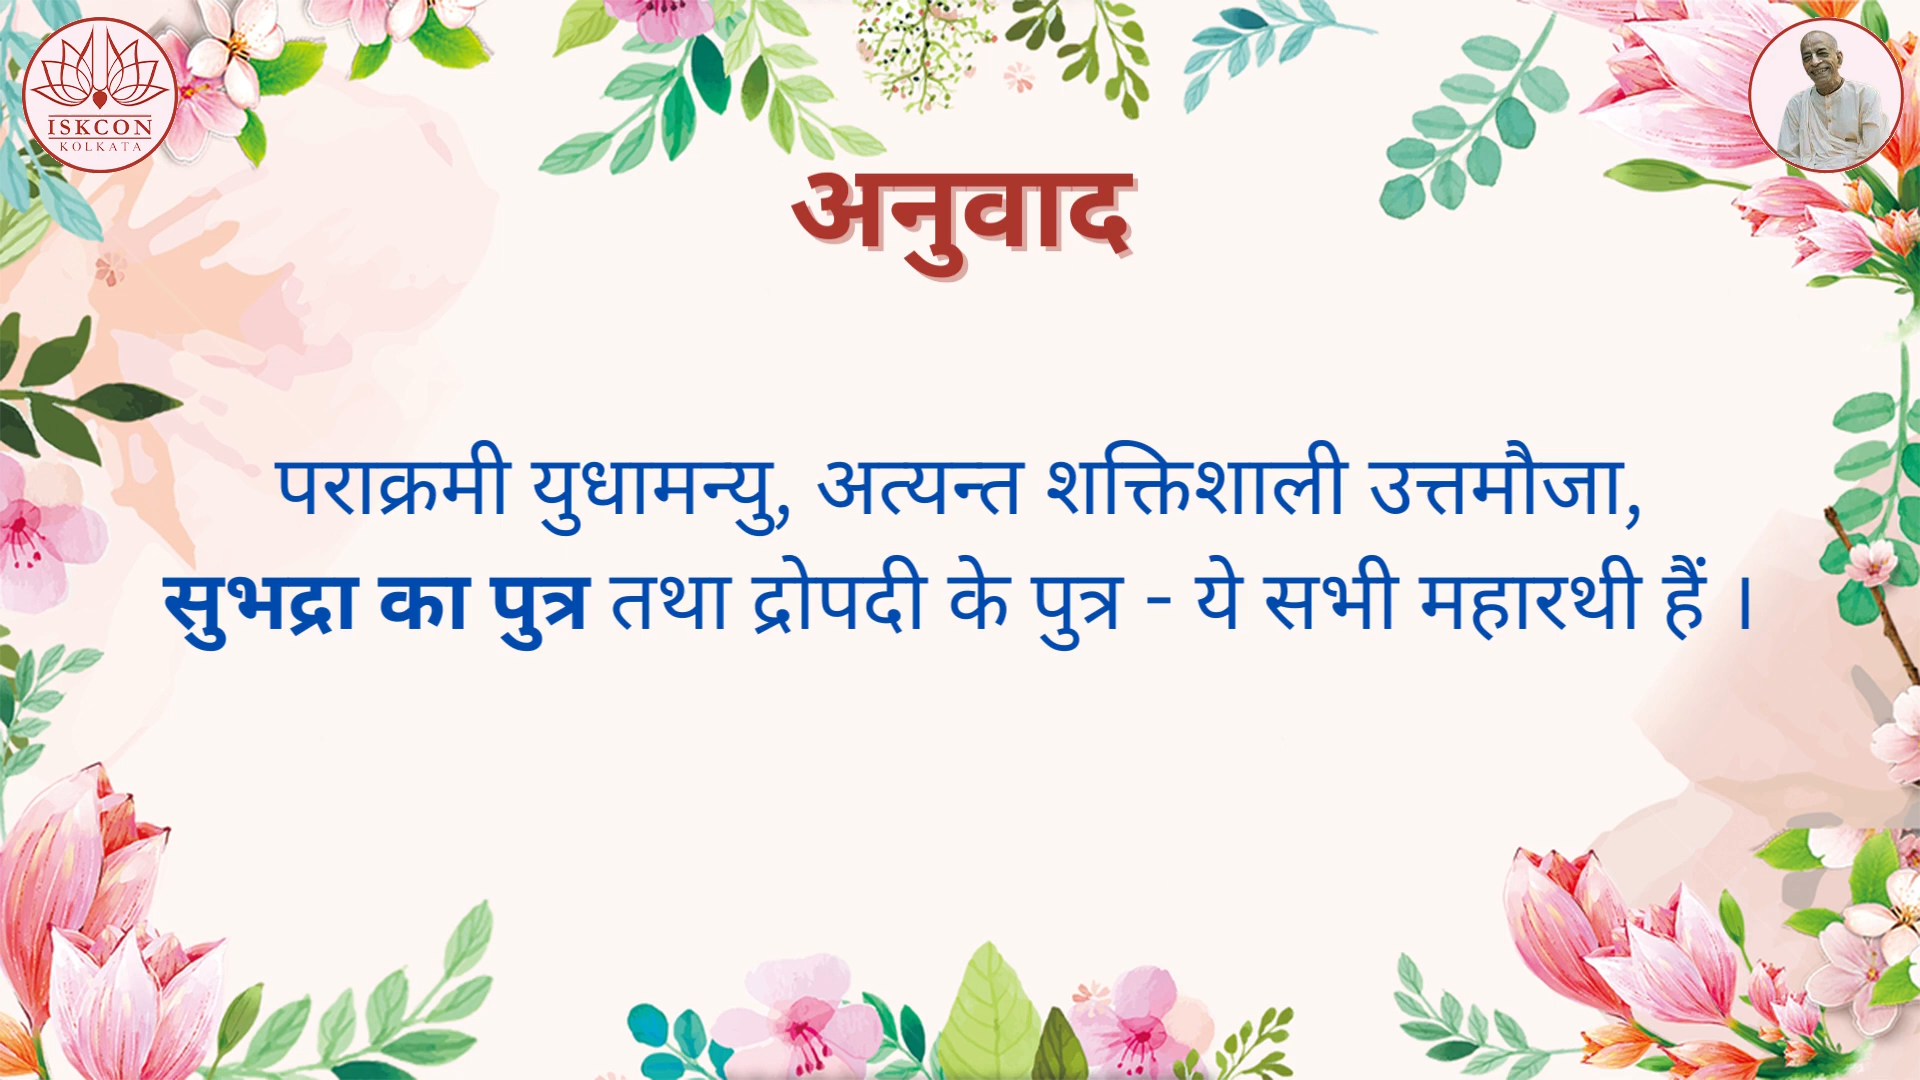 ISKCON
KOLKATA
अनुवाद
पराक्रमी युधामन्यु, अत्यन्त शक्तिशाली उत्तमौजा,
सुभद्रा का पुत्र तथा द्रोपदी के पुत्र - ये सभी महारथी हैं ।